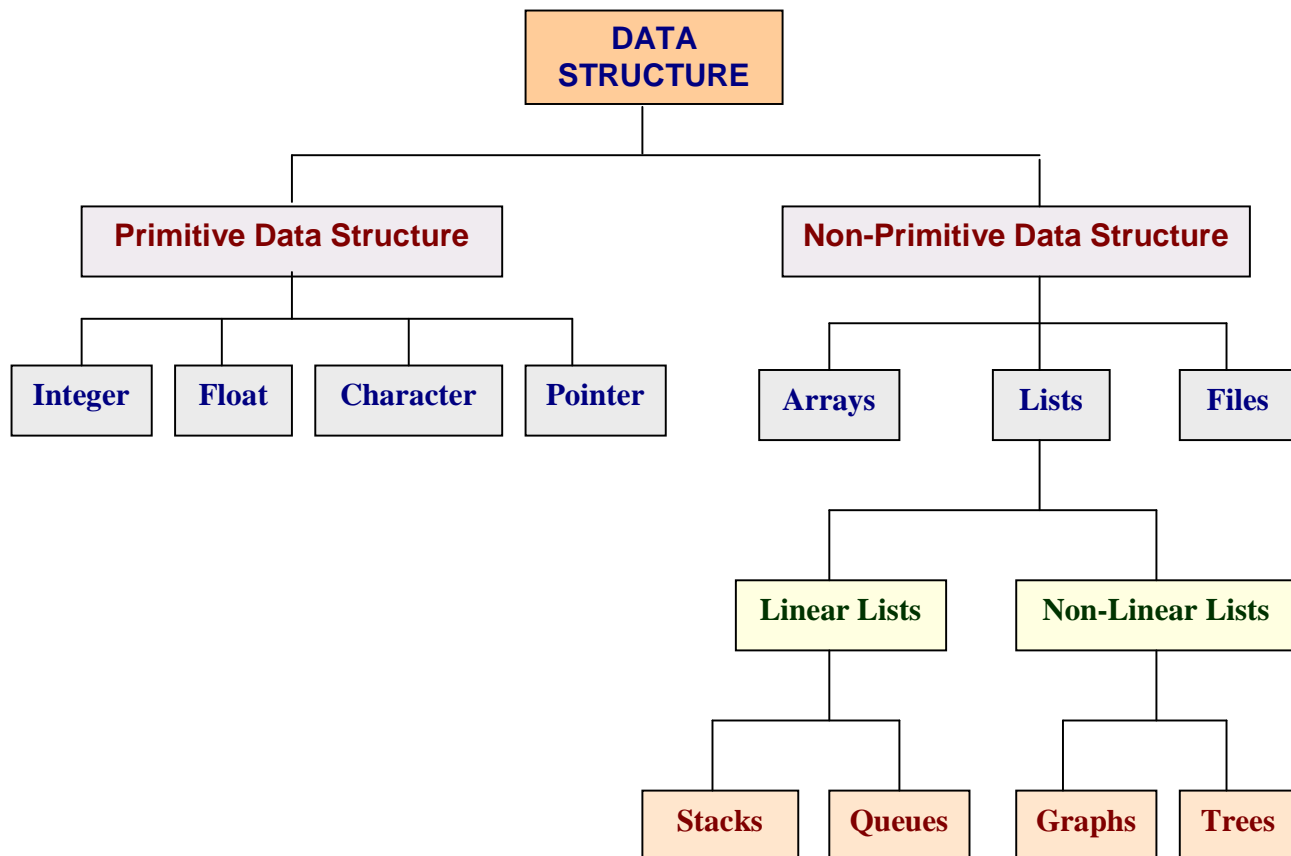 DATA
STRUCTURE
Primitive Data Structure
Non-Primitive Data Structure
Integer
Float
Character
Pointer
Arrays
Lists
Files
Linear Lists
Non-Linear Lists
Stacks
Queues
Graphs
Trees